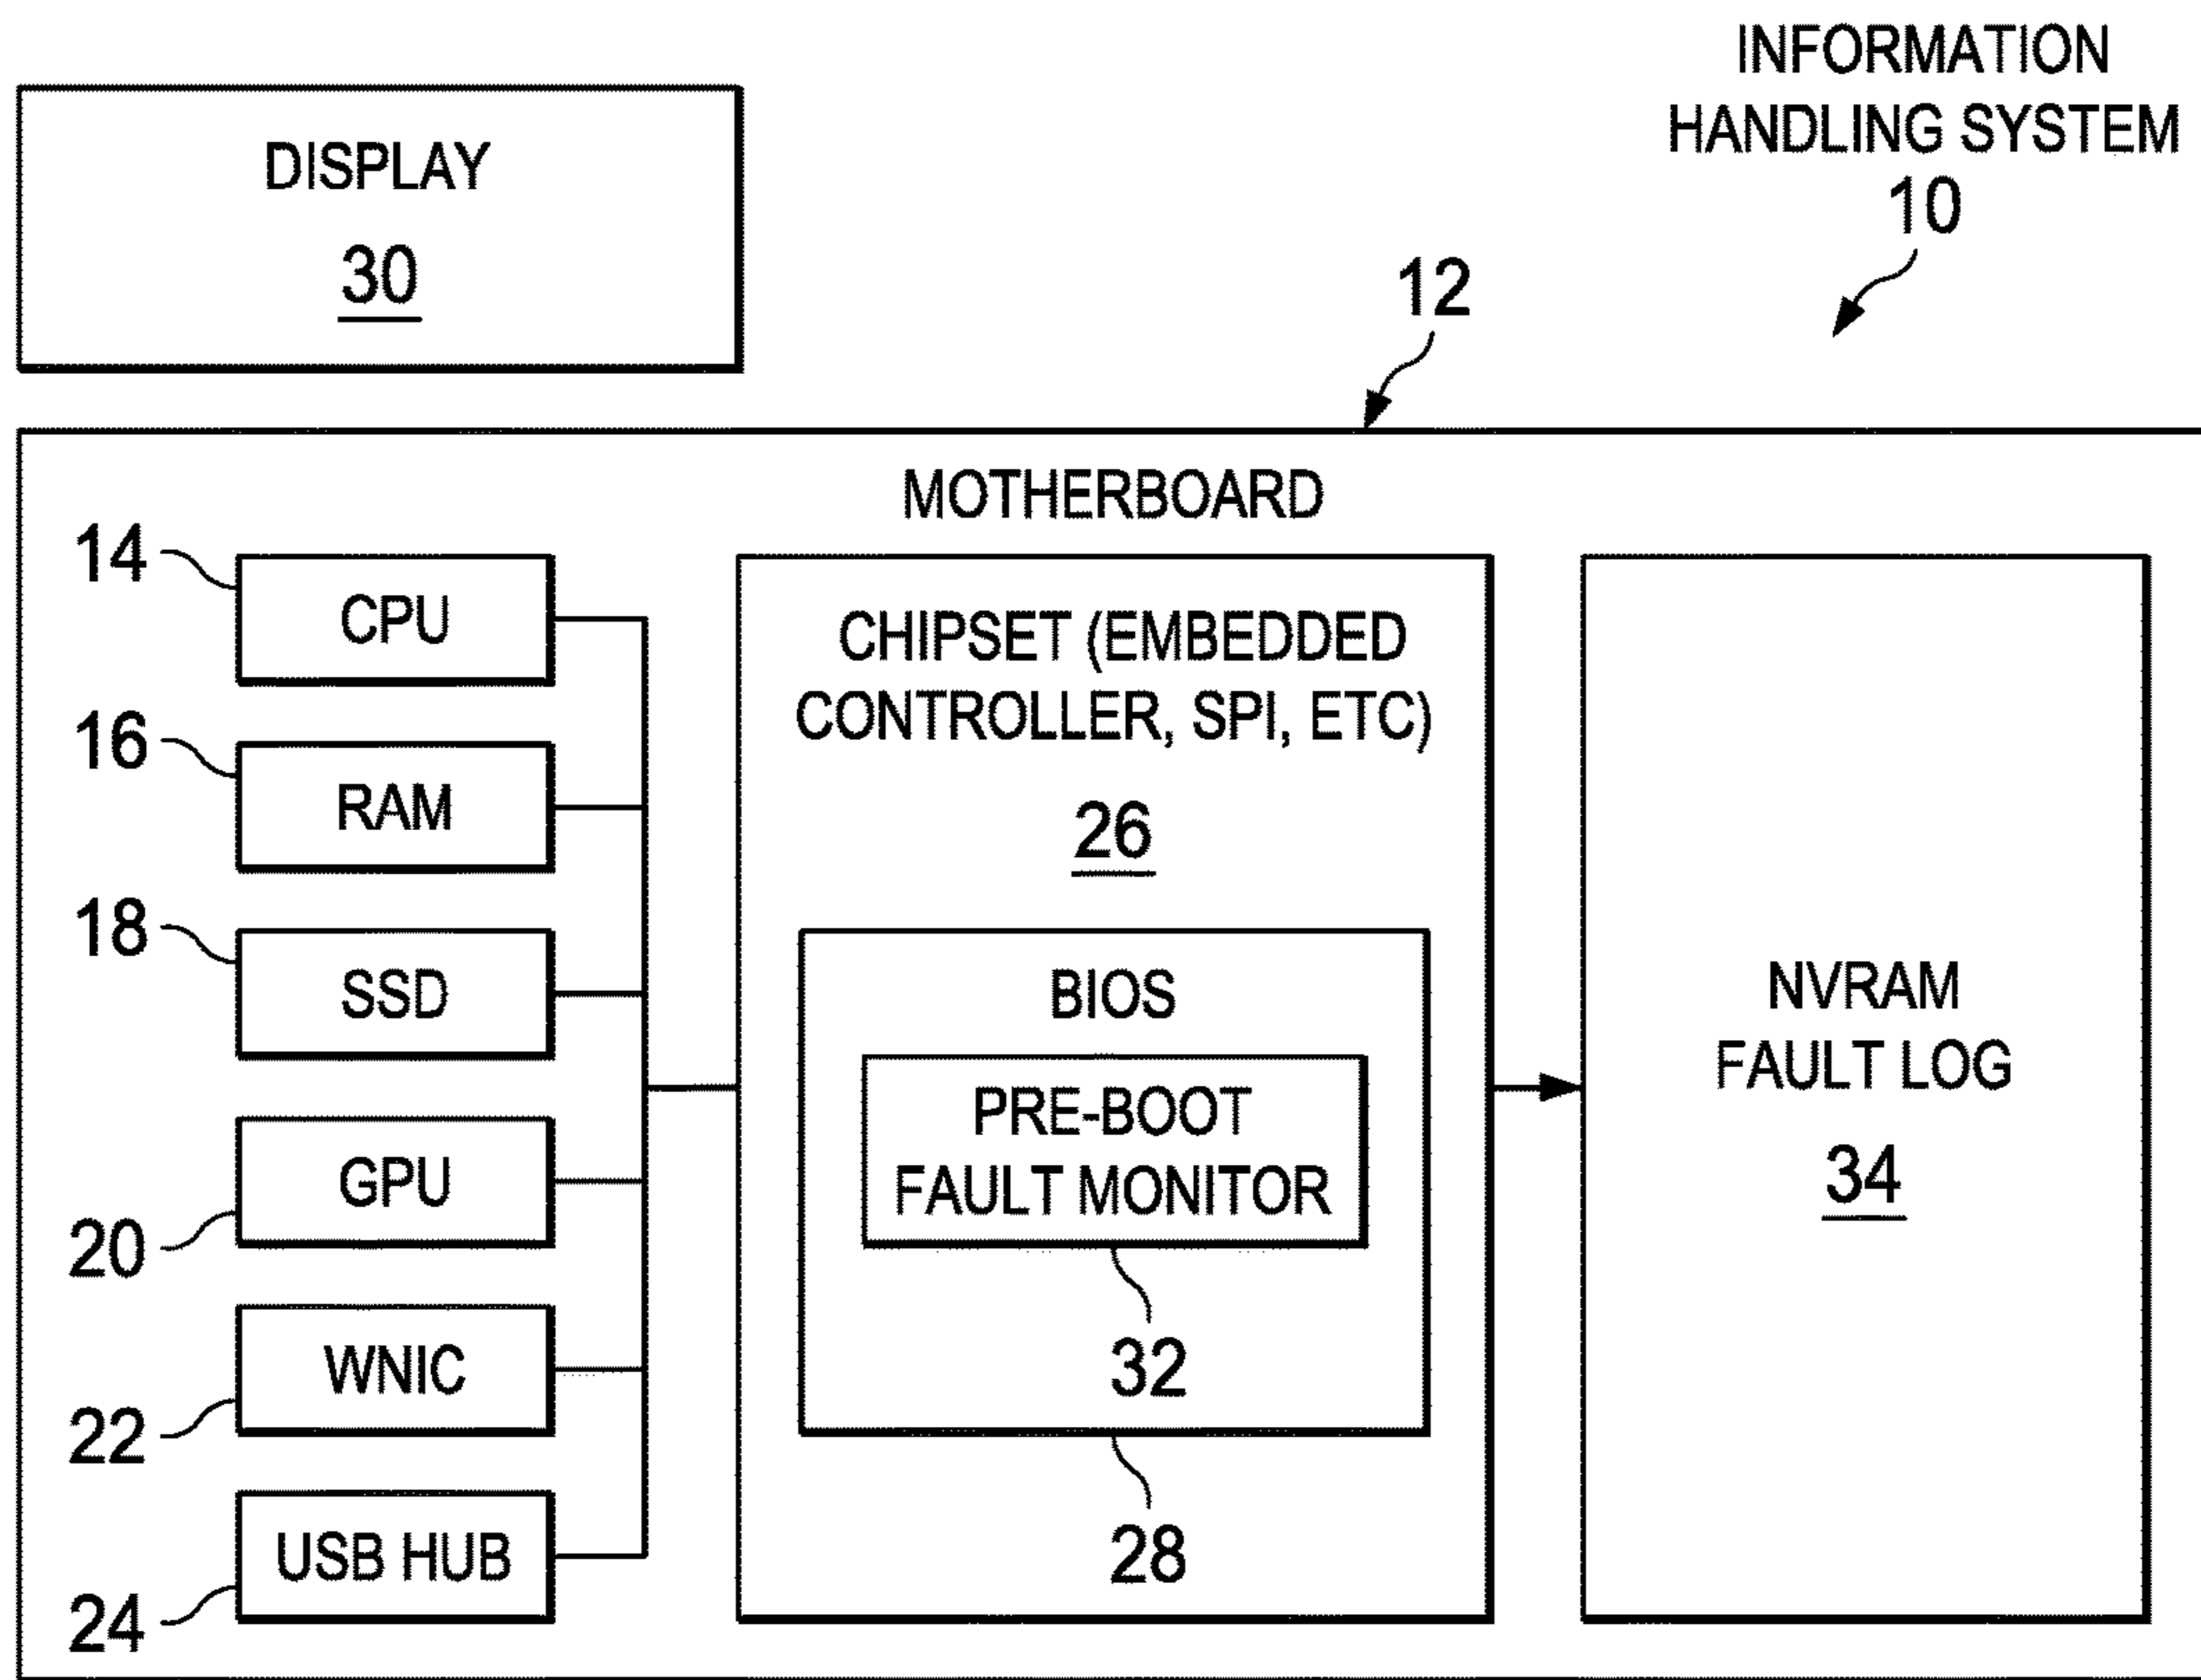 INFORMATION
HANDLING SYSTEM
10
DISPLAY
30
12
MOTHERBOARD
14
CPU
16
RAM
18
SSD
GPU
20
WNIC
22
USB HUB
24
CHIPSET (EMBEDDED
CONTROLLER, SPI, ETC)
26
BIOS
PRE-BOOT
FAULT MONITOR
32
28
NVRAM
FAULT LOG
34